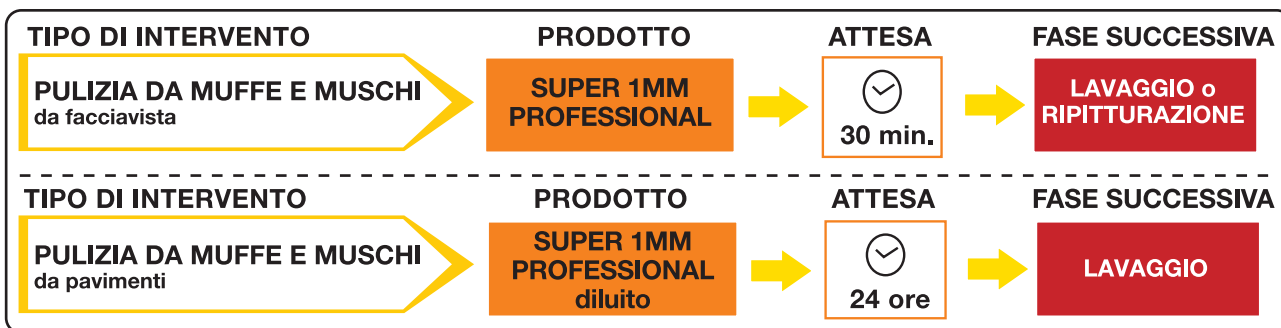 TIPO DI INTERVENTO
PRODOTTO
ATTESA
FASE SUCCESSIVA
PULIZIA DA MUFFE E MUSCHI
da facciavista
SUPER 1MM
PROFESSIONAL
30 min.
LAVAGGIO o
RIPITTURAZIONE
TIPO DI INTERVENTO
PRODOTTO
ATTESA
FASE SUCCESSIVA
PULIZIA DA MUFFE E MUSCHI
da pavimenti
SUPER 1MM
PROFESSIONAL
diluito
24 ore
LAVAGGIO